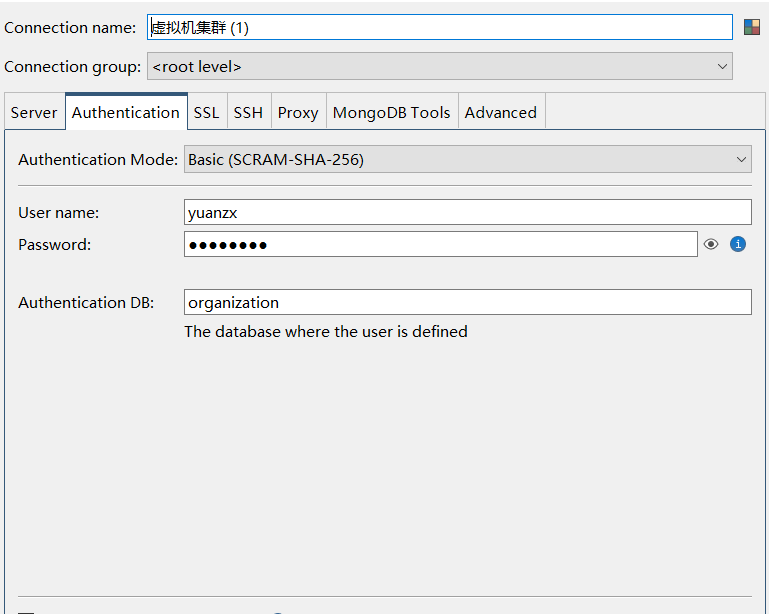 Connection name: 虚拟机集群 (1)
Connection group: <root level>
Server Authentication SSL SSH Proxy MongoDB Tools Advanced
Authentication Mode: Basic (SCRAM-SHA-256)
User name: yuanzx
Password: ●●●●●●●●
Authentication DB: organization
The database where the user is defined